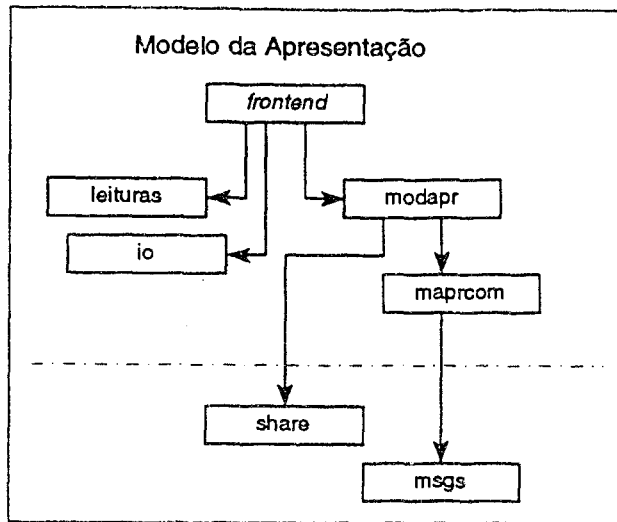 Modelo da Apresentação
frontend
leituras
modapr
io
maprcom
share
msgs